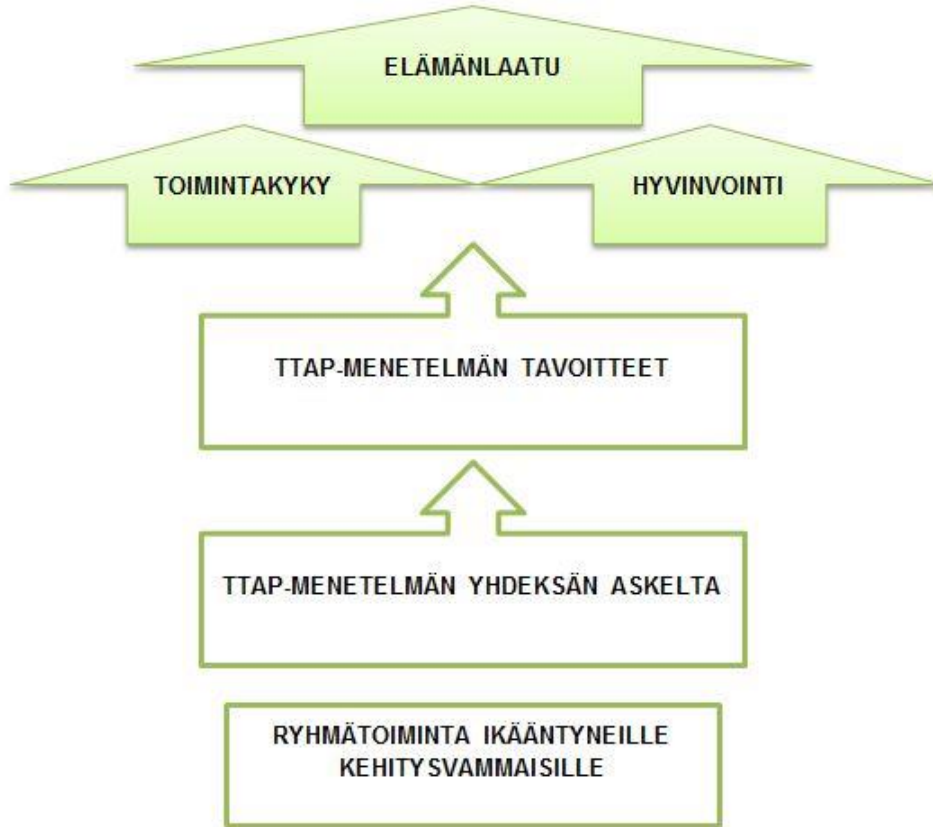 ELÄMÄNLAATU
TOIMINTAKYKY
HYVINVOINTI
TTAP-MENETELMÄN TAVOITTEET
TTAP-MENETELMÄN YHDEKSÄN ASKELTA
RYHMÄTOIMINTA IKÄÄNTYNEILLE
KEHITYSVAMMAISILLE